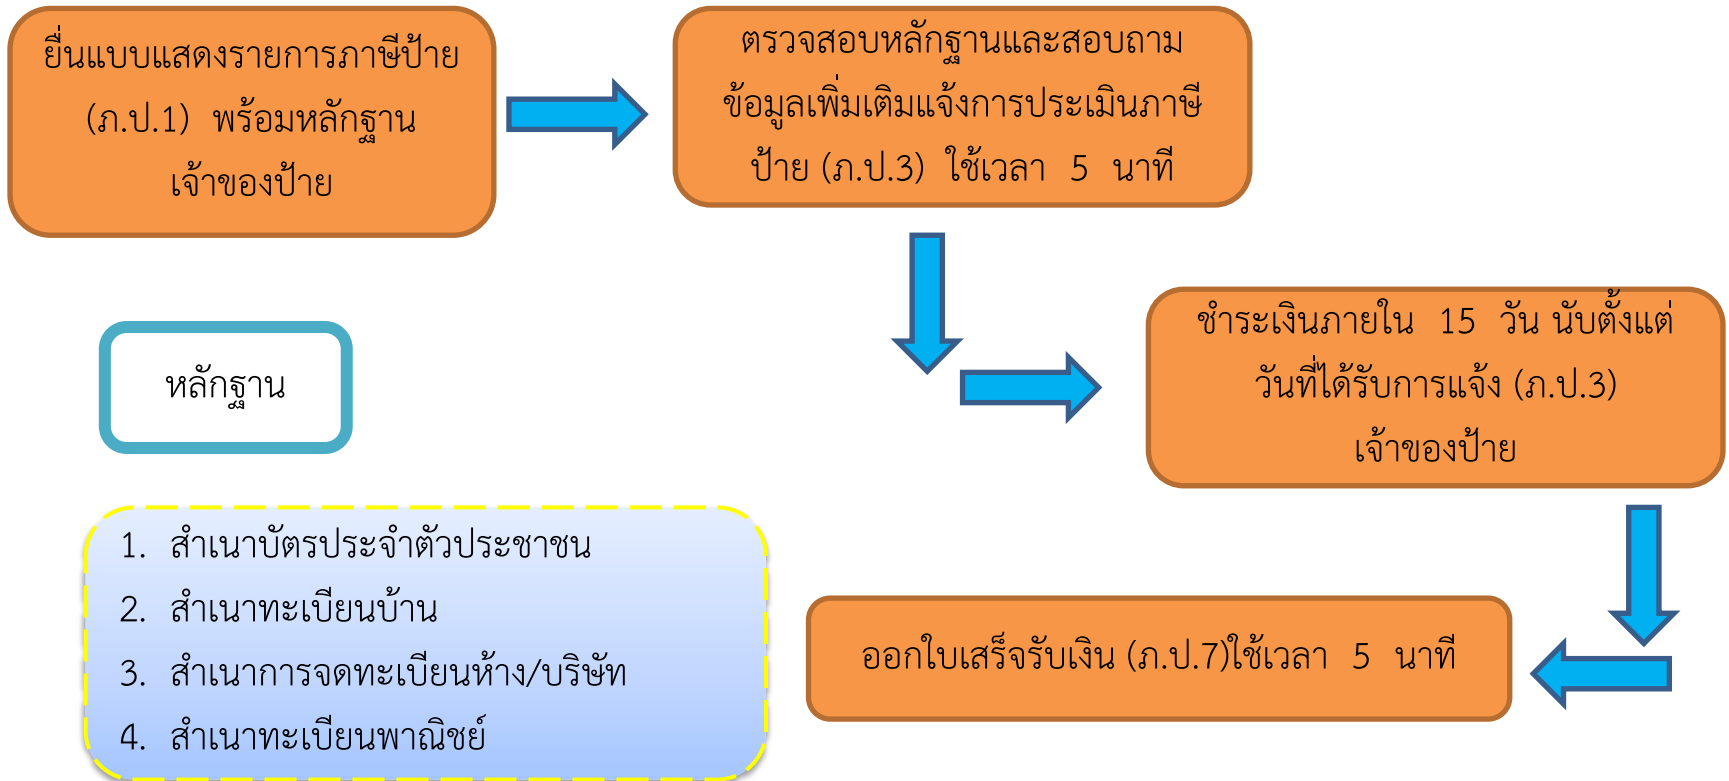 ยื่นแบบแสดงรายการภาษีป้าย
(ภ.ป.1) พร้อมหลักฐาน
เจ้าของป้าย
ตรวจสอบหลักฐานและสอบถาม
ข้อมูลเพิ่มเติมแจ้งการประเมินภาษี
ป้าย (ภ.ป.3) ใช้เวลา 5 นาที
ชำระเงินภายใน 15 วัน นับตั้งแต่
วันที่ได้รับการแจ้ง (ภ.ป.3)
เจ้าของป้าย
ออกใบเสร็จรับเงิน (ภ.ป.7)ใช้เวลา 5 นาที
หลักฐาน
1. สำเนาบัตรประจำตัวประชาชน
2. สำเนาทะเบียนบ้าน
3. สำเนาการจดทะเบียนห้าง/บริษัท
4. สำเนาทะเบียนพาณิชย์